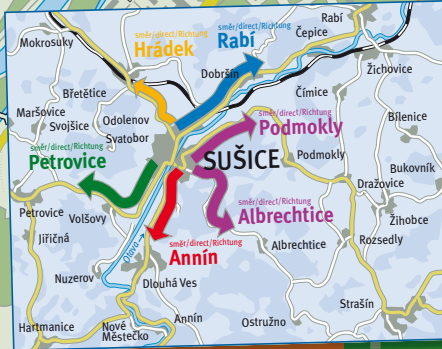 Rabí
směr/direct/Richtung
Rabí
Čepice
Mokrosuky
směr/direct/Richtung
Hrádek
Dobršín
Žichovice
Břetětice
Čímice
Maršovice
Odolenov
směr/direct/Richtung
Podmokly
Bílenice
Svojšice
Svatobor
směr/direct/Richtung
Petrovice
SUŠICE
Podmokly
Bukovník
Dražovice
Petrovice
Volšovy
směr/direct/Richtung
Albrechtice
Žihobce
Jiřičná
Otava
směr/direct/Richtung
Annín
Albrechtice
Rozsedly
Nuzerov
Dlouhá Ves
Strašín
Hartmanice
Nové
Městečko
Annín
Ostružno